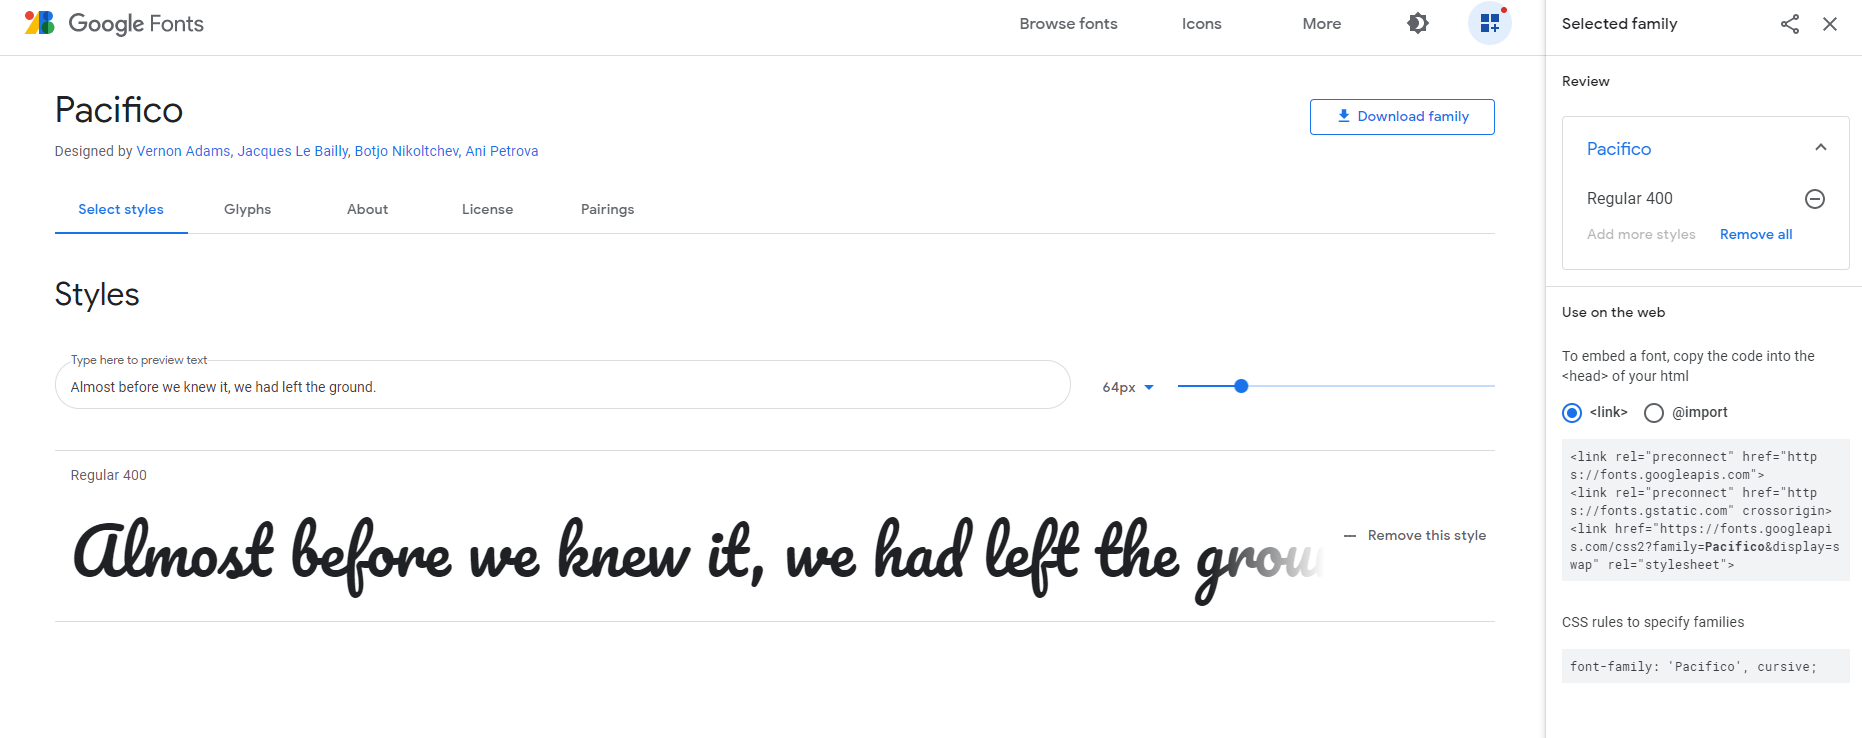 Google Fonts
Browse fonts
Icons
More
Pacifico
Download family
Designed by Vernon Adams, Jacques Le Bailly, Botjo Nikoltchev, Ani Petrova
Select styles
Glyphs
About
License
Pairings
Styles
Type here to preview text
Almost before we knew it, we had left the ground.
64px
Regular 400
Almost before we knew it, we had left the grou
Remove this style
Selected family
Review
Pacifico
Regular 400
Add more styles
Remove all
Use on the web
To embed a font, copy the code into the
<head> of your html
<link>
@import
<link rel="preconnect" href="http
s://fonts.googleapis.com">
<link rel="preconnect" href="http
s://fonts.gstatic.com" crossorigin>
<link href="https://fonts.googleapi
s.com/css2?family=Pacifico&display=s
wap" rel="stylesheet">
CSS rules to specify families
font-family: 'Pacifico', cursive;